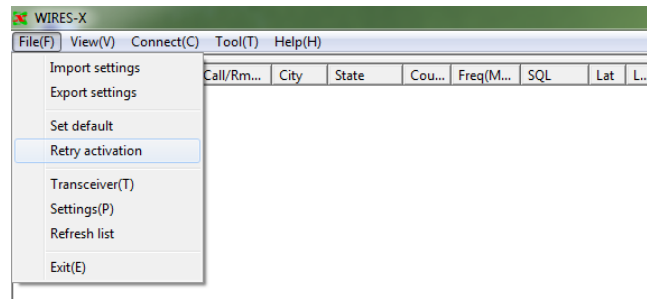 WIRES-X
File(F) View(V) Connect(C) Tool(T) Help(H)
Call/Rm... City State Cou... Freq(M... SQL Lat L...
Import settings
Export settings
Set default
Retry activation
Transceiver(T)
Settings(P)
Refresh list
Exit(E)